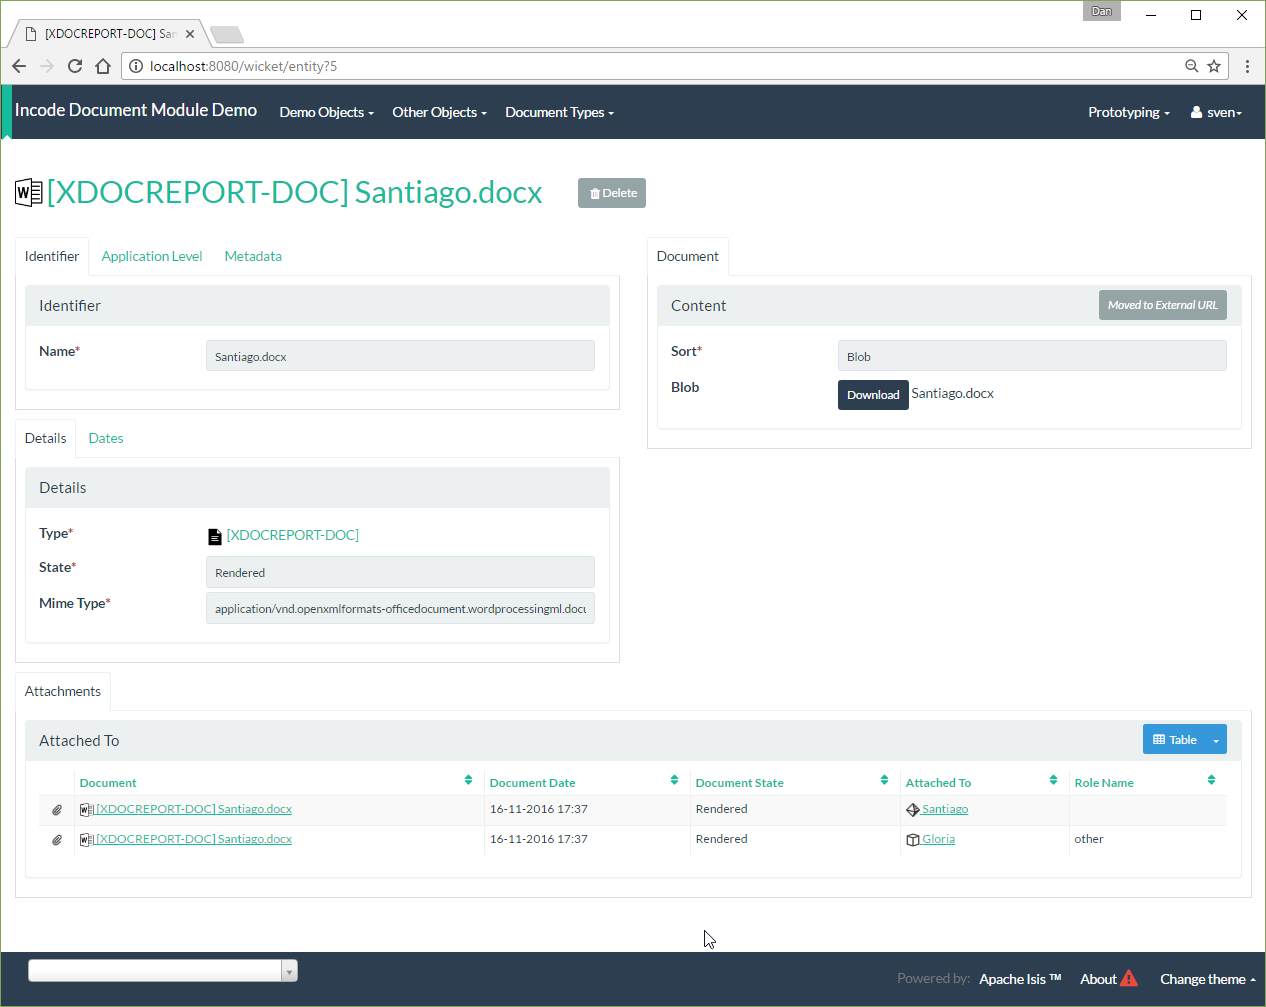 Dan
[XDOCREPORT-DOC] San
localhost:8080/wicket/entity?5
Incode Document Module Demo Demo Objects Other Objects Document Types Prototyping sven
[XDOCREPORT-DOC] Santiago.docx Delete
Identifier Application Level Metadata
Identifier
Name* Santiago.docx
Document
Content Moved to External URL
Sort* Blob
Blob Download Santiago.docx
Details Dates
Details
Type* [XDOCREPORT-DOC]
State* Rendered
Mime Type* application/vnd.openxmlformats-officedocument.wordprocessingml.docu
Attachments
Attached To Table
Document Document Date Document State Attached To Role Name
[XDOCREPORT-DOC] Santiago.docx 16-11-2016 17:37 Rendered Santiago
[XDOCREPORT-DOC] Santiago.docx 16-11-2016 17:37 Rendered Gloria other
Powered by: Apache Isis ™ About Change theme